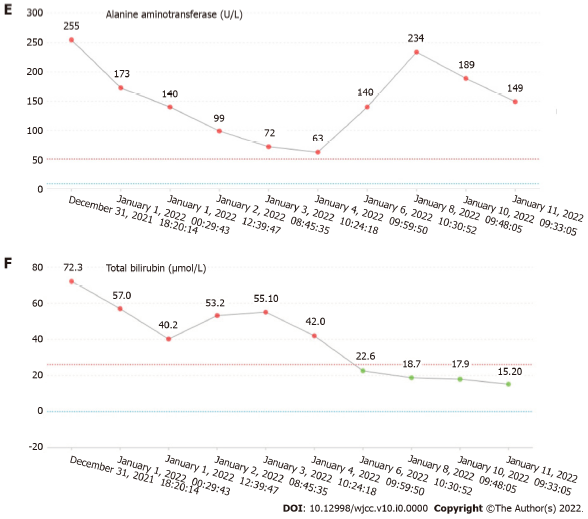 E
Alanine aminotransferase (U/L)
300
250
200
150
100
50
0
255
173
140
99
72
63
140
234
189
149
December 31, 2021 18:20:14
January 1, 2022 00:29:43
January 1, 2022 12:39:47
January 2, 2022 08:45:35
January 3, 2022 10:24:18
January 4, 2022 09:59:50
January 6, 2022 10:30:52
January 8, 2022 09:48:05
January 10, 2022 09:33:05
January 11, 2022
F
Total bilirubin (μmol/L)
80
60
40
20
0
-20
72.3
57.0
40.2
53.2
55.10
42.0
22.6
18.7
17.9
15.20
December 31, 2021 18:20:14
January 1, 2022 00:29:43
January 1, 2022 12:39:47
January 2, 2022 08:45:35
January 3, 2022 10:24:18
January 4, 2022 09:59:50
January 6, 2022 10:30:52
January 8, 2022 09:48:05
January 10, 2022 09:33:05
January 11, 2022
DOI: 10.12998/wjcc.v10.i0.0000 Copyright ©The Author(s) 2022.